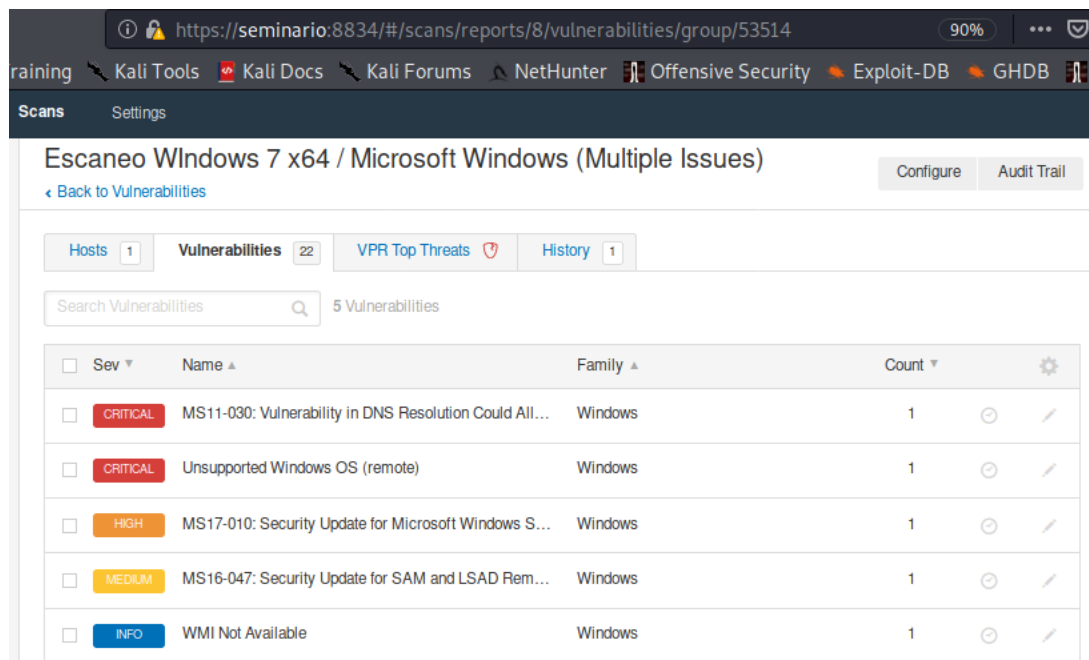 https://seminario:8834/#/scans/reports/8/vulnerabilities/group/53514 90%
raining Kali Tools Kali Docs Kali Forums NetHunter Offensive Security Exploit-DB GHDB
Scans Settings
Escaneo WIndows 7 x64 / Microsoft Windows (Multiple Issues) Configure Audit Trail
‹ Back to Vulnerabilities
Hosts 1 Vulnerabilities 22 VPR Top Threats History 1
Search Vulnerabilities 5 Vulnerabilities
Sev Name Family Count
CRITICAL MS11-030: Vulnerability in DNS Resolution Could All... Windows 1
CRITICAL Unsupported Windows OS (remote) Windows 1
HIGH MS17-010: Security Update for Microsoft Windows S... Windows 1
MEDIUM MS16-047: Security Update for SAM and LSAD Rem... Windows 1
INFO WMI Not Available Windows 1